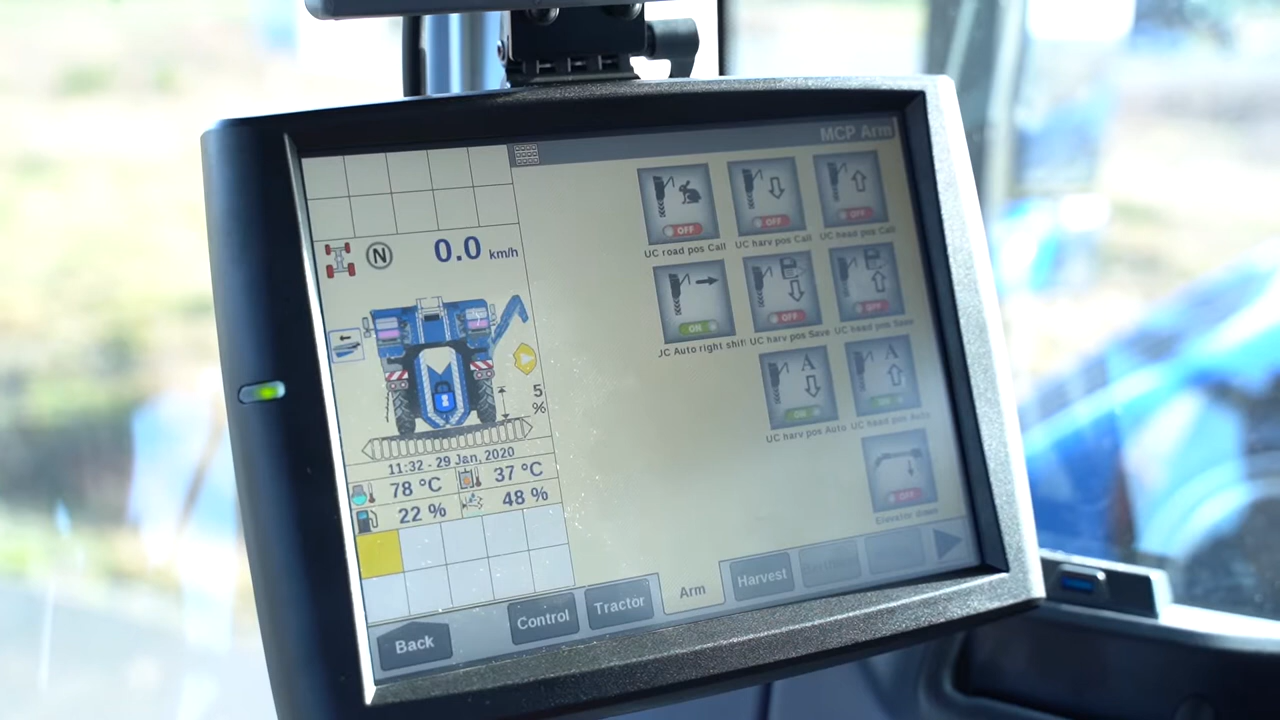 MCP Arm
N
0.0 km/h
OFF
OFF
OFF
UC road pos Call
UC harv pos Call
UC head pos Call
ON
OFF
OFF
UC Auto right shift
UC harv pos Save
UC head pos Save
A
A
ON
ON
UC harv pos Auto
UC head pos Auto
5
%
OFF
Elevator down
11:32 - 29 Jan, 2020
78 °C
37 °C
22 %
48 %
Back
Control
Tractor
Arm
Harvest